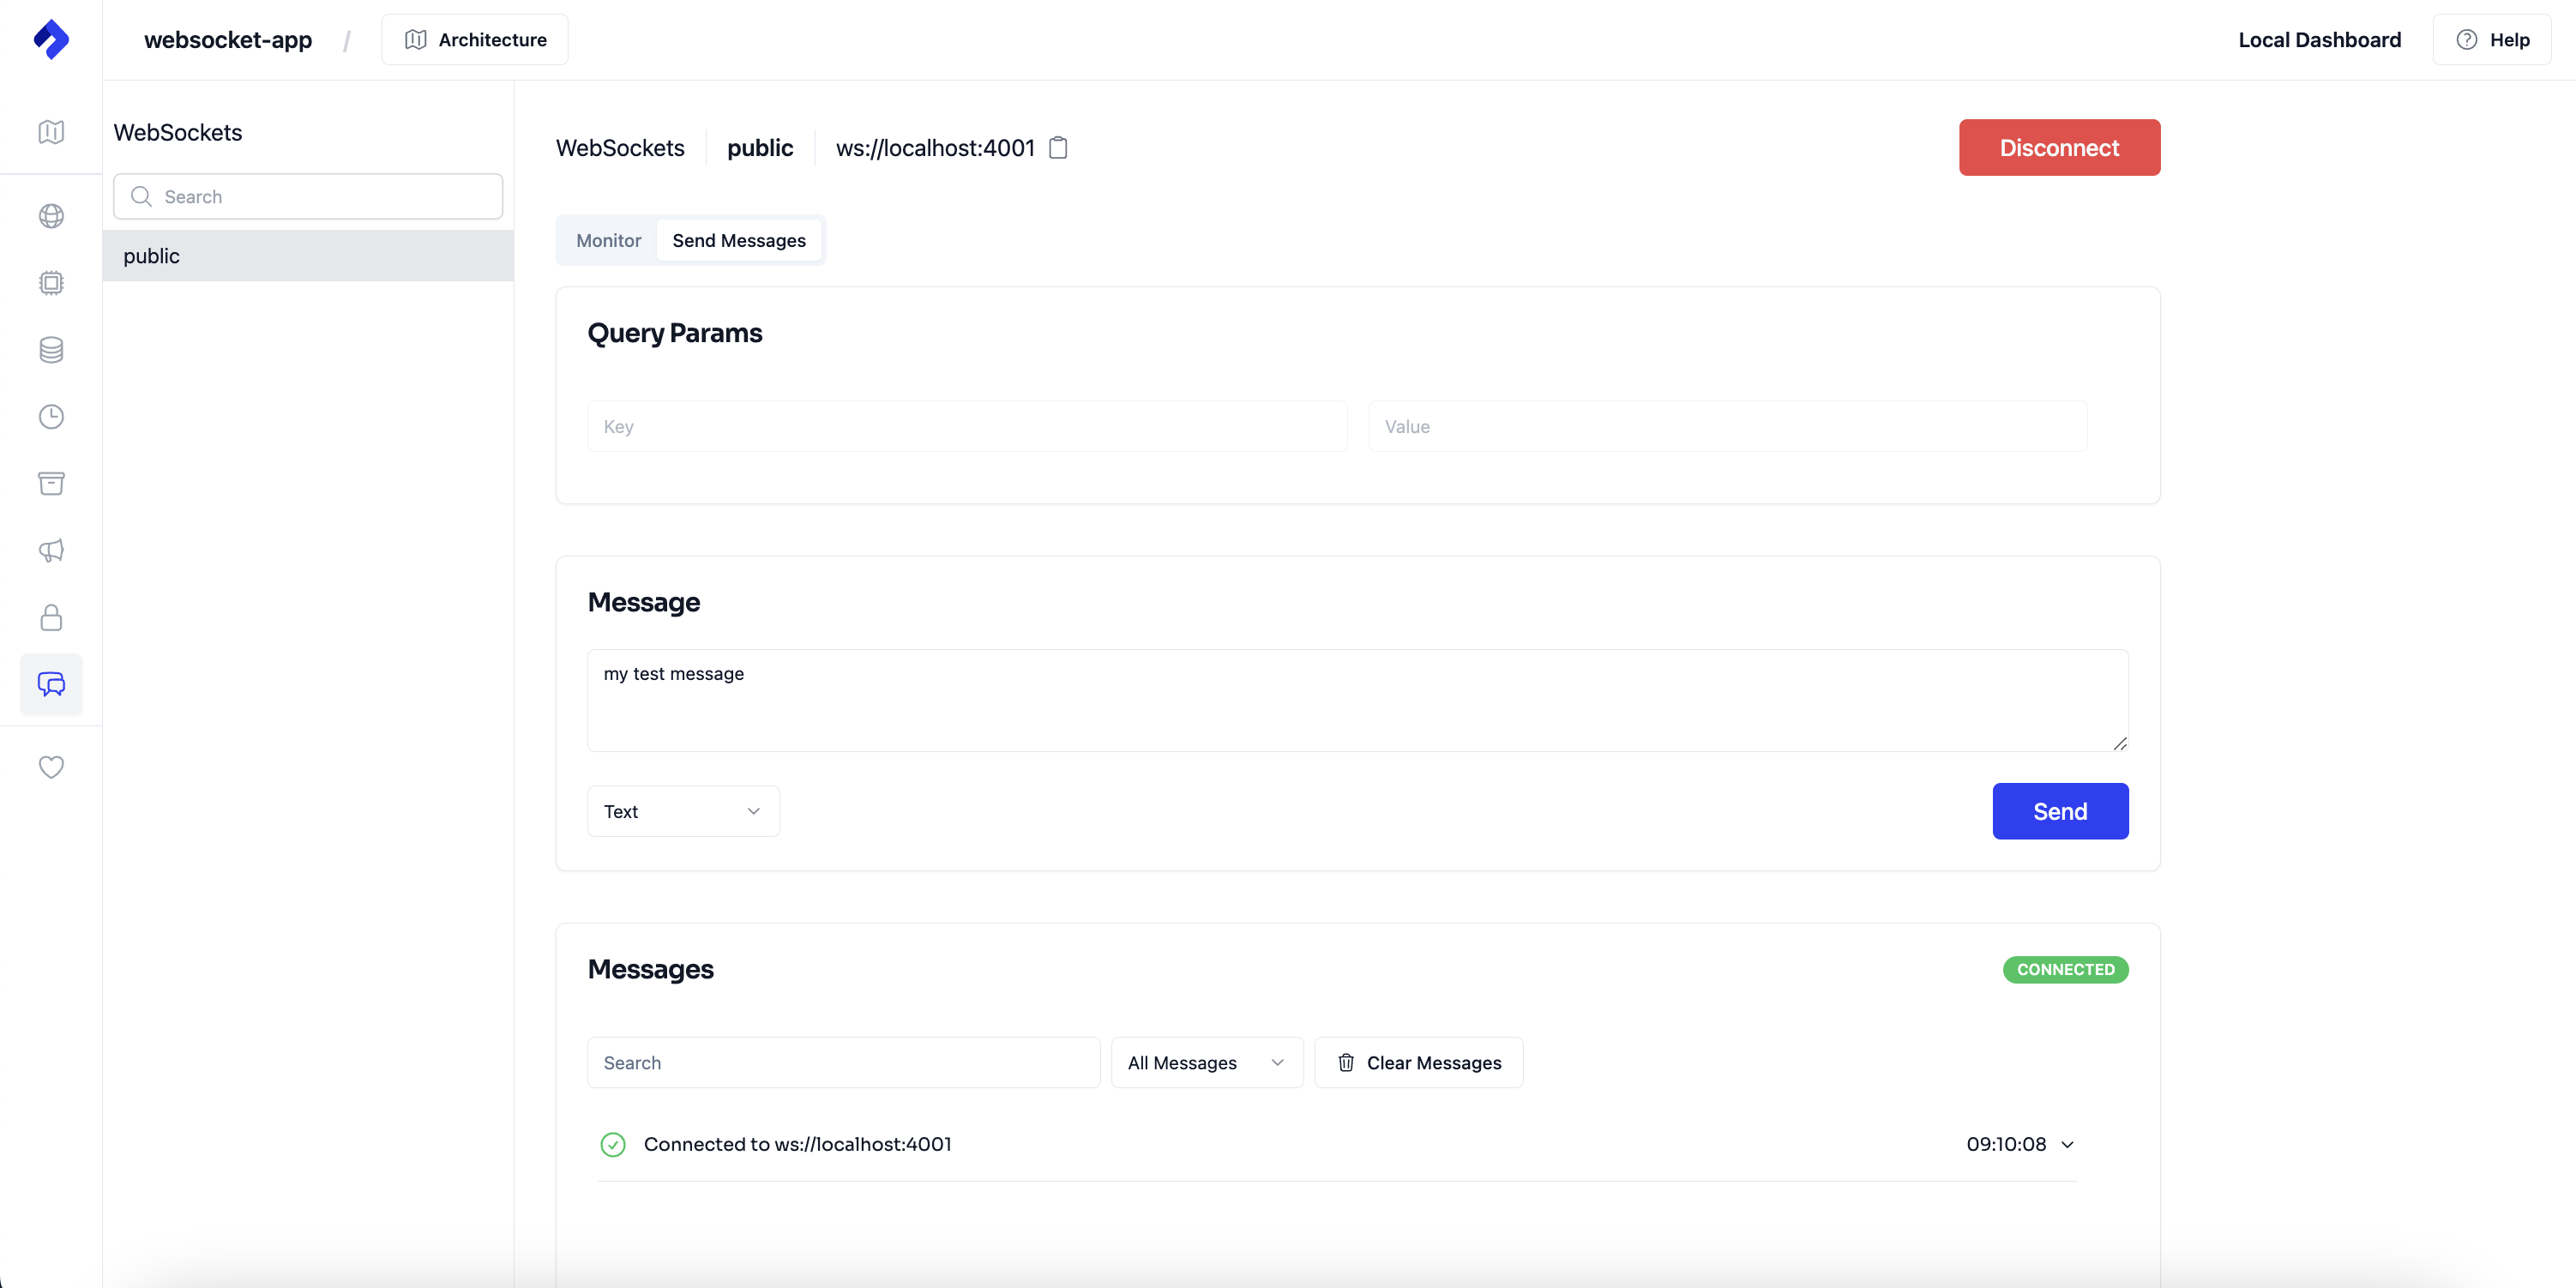 websocket-app / Architecture
Local Dashboard
Help
WebSockets
Search
public
WebSockets public ws://localhost:4001
Disconnect
Monitor Send Messages
Query Params
Key Value
Message
my test message
Text
Send
Messages
CONNECTED
Search All Messages Clear Messages
Connected to ws://localhost:4001 09:10:08